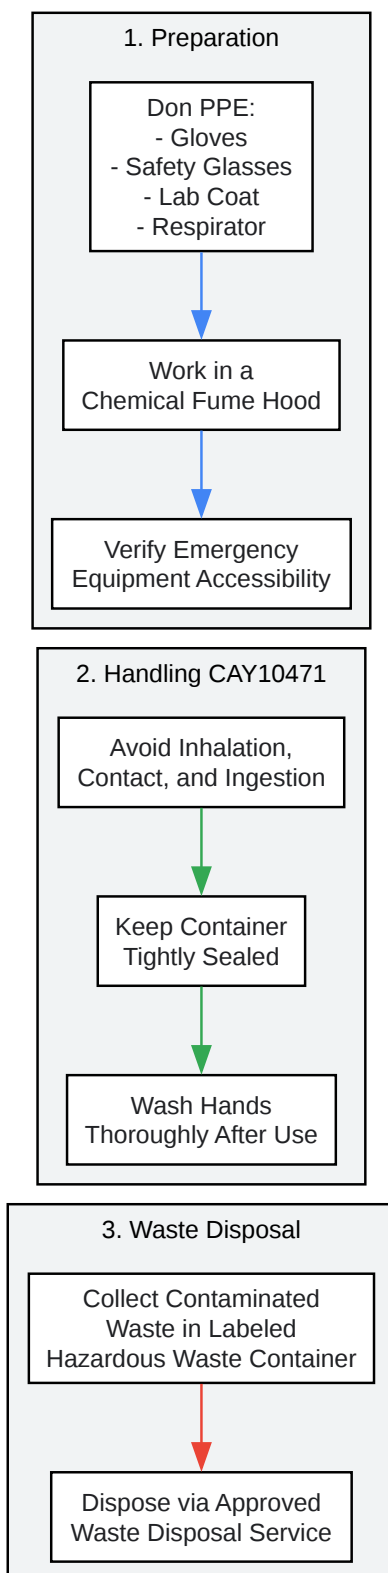 1. Preparation
Don PPE:
- Gloves
- Safety Glasses
- Lab Coat
- Respirator
Work in a
Chemical Fume Hood
Verify Emergency
Equipment Accessibility
2. Handling CAY10471
Avoid Inhalation,
Contact, and Ingestion
Keep Container
Tightly Sealed
Wash Hands
Thoroughly After Use
3. Waste Disposal
Collect Contaminated
Waste in Labeled
Hazardous Waste Container
Dispose via Approved
Waste Disposal Service